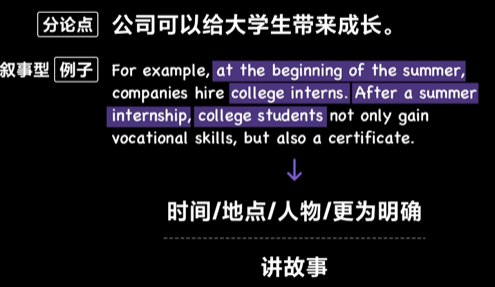 分论点 公司可以给大学生带来成长。
叙事型 例子 For example, at the beginning of the summer,
companies hire college interns. After a summer
internship, college students not only gain
vocational skills, but also a certificate.
时间/地点/人物/更为明确
讲故事